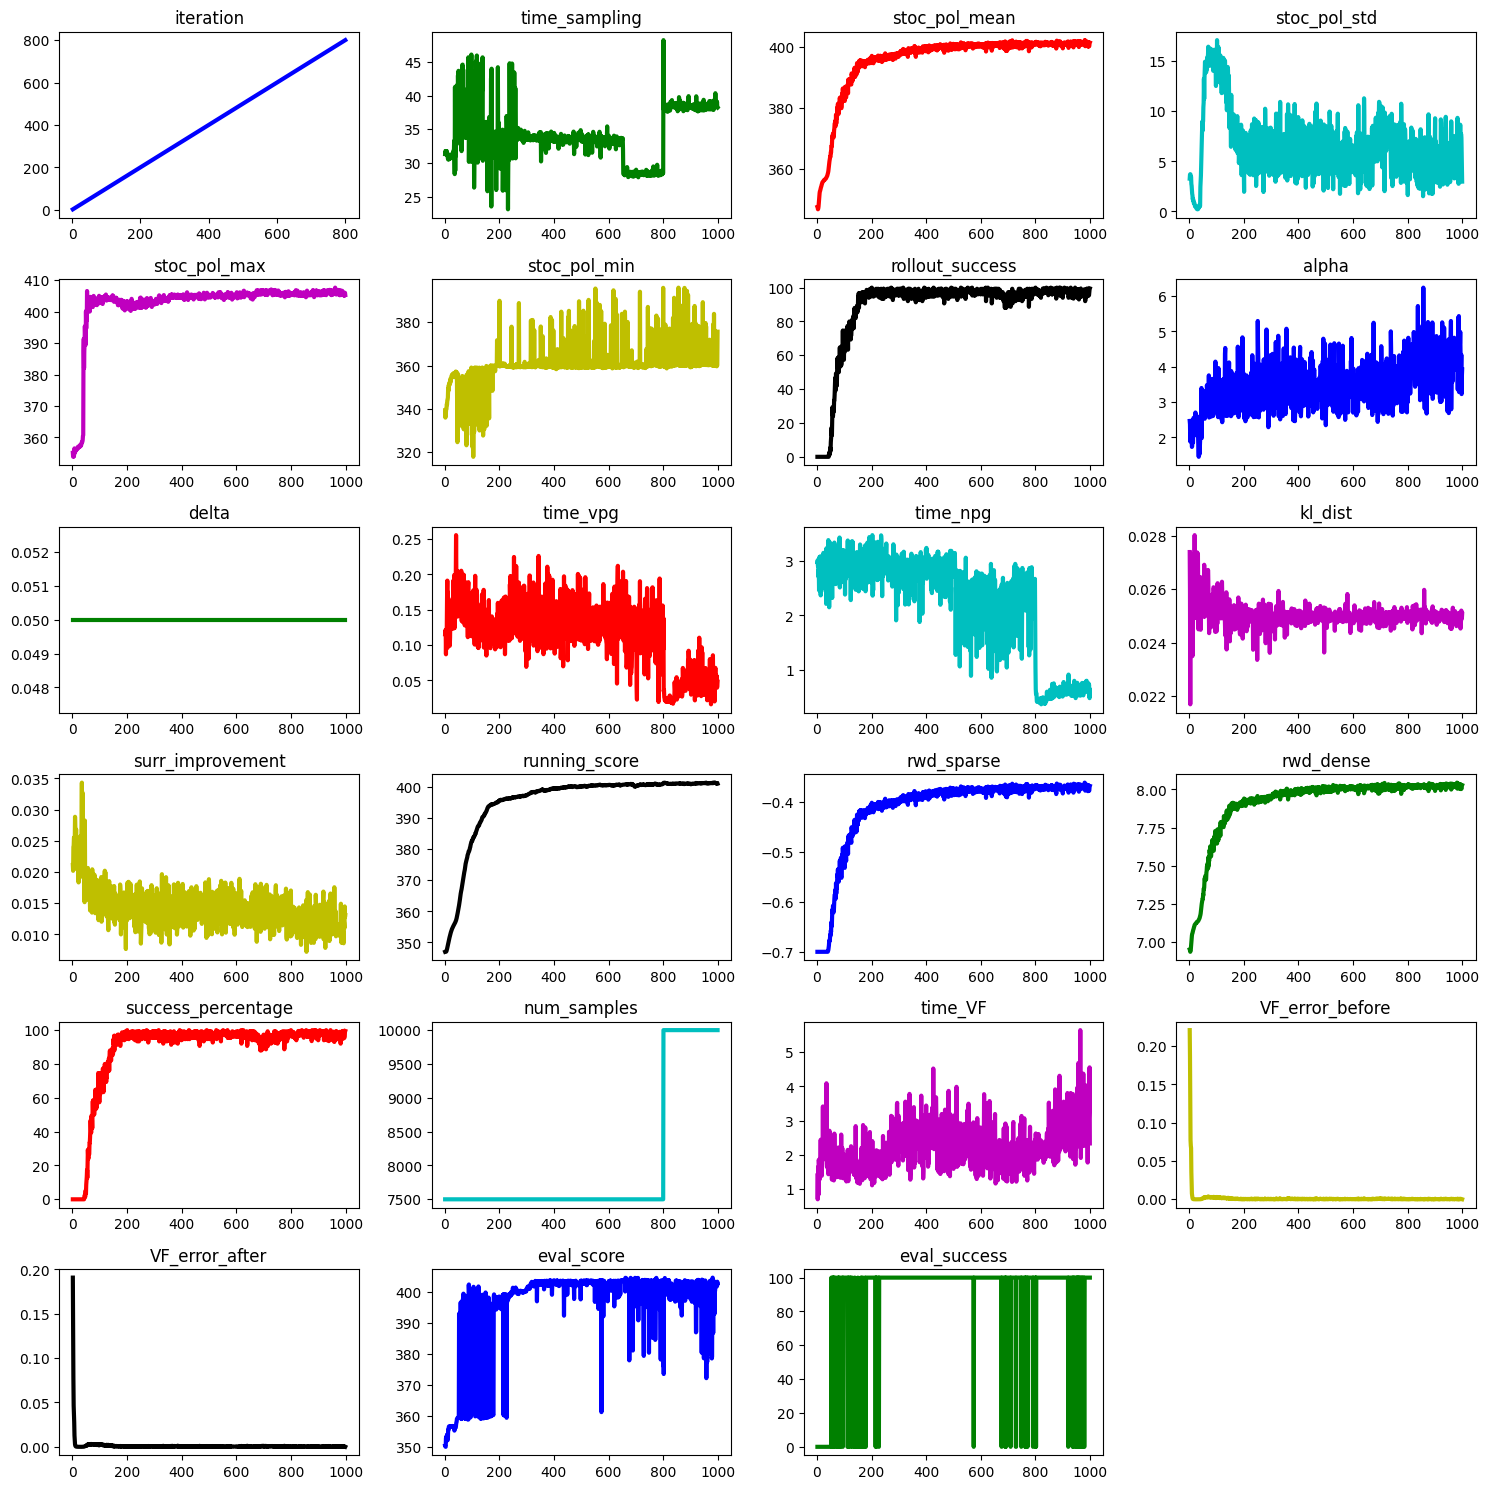 iteration time_sampling stoc_pol_mean stoc_pol_std
800 600 400 200 0
0 200 400 600 800
45 40 35 30 25
0 200 400 600 800 1000
400 380 360
0 200 400 600 800 1000
15 10 5 0
0 200 400 600 800 1000
stoc_pol_max stoc_pol_min rollout_success alpha
410 400 390 380 370 360
0 200 400 600 800 1000
380 360 340 320
0 200 400 600 800 1000
100 80 60 40 20 0
0 200 400 600 800 1000
6 5 4 3 2
0 200 400 600 800 1000
delta time_vpg time_npg kl_dist
0.052 0.051 0.050 0.049 0.048
0 200 400 600 800 1000
0.25 0.20 0.15 0.10 0.05
0 200 400 600 800 1000
3 2 1
0 200 400 600 800 1000
0.028 0.026 0.024 0.022
0 200 400 600 800 1000
surr_improvement running_score rwd_sparse rwd_dense
0.035 0.030 0.025 0.020 0.015 0.010
0 200 400 600 800 1000
400 390 380 370 360 350
0 200 400 600 800 1000
−0.4 −0.5 −0.6 −0.7
0 200 400 600 800 1000
8.00 7.75 7.50 7.25 7.00
0 200 400 600 800 1000
success_percentage num_samples time_VF VF_error_before
100 80 60 40 20 0
0 200 400 600 800 1000
10000 9500 9000 8500 8000 7500
0 200 400 600 800 1000
5 4 3 2 1
0 200 400 600 800 1000
0.20 0.15 0.10 0.05 0.00
0 200 400 600 800 1000
VF_error_after eval_score eval_success
0.20 0.15 0.10 0.05 0.00
0 200 400 600 800 1000
400 390 380 370 360 350
0 200 400 600 800 1000
100 80 60 40 20 0
0 200 400 600 800 1000